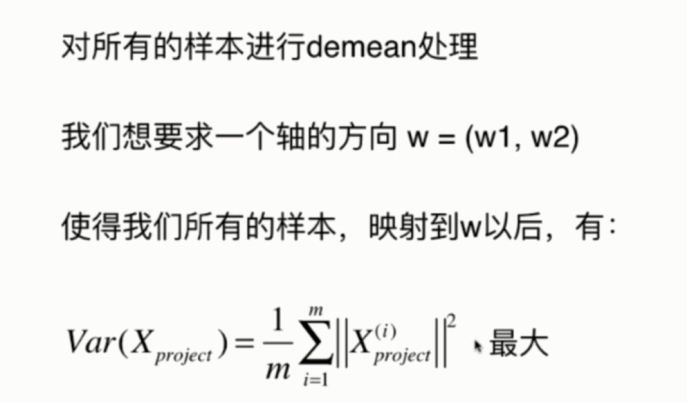 对所有的样本进行demean处理
我们想要求一个轴的方向 w = (w1, w2)
使得我们所有的样本，映射到w以后，有：
$Var(X_{project}) = \frac{1}{m}\sum_{i=1}^{m}\left\|X_{project}^{(i)}\right\|^2$ 最大